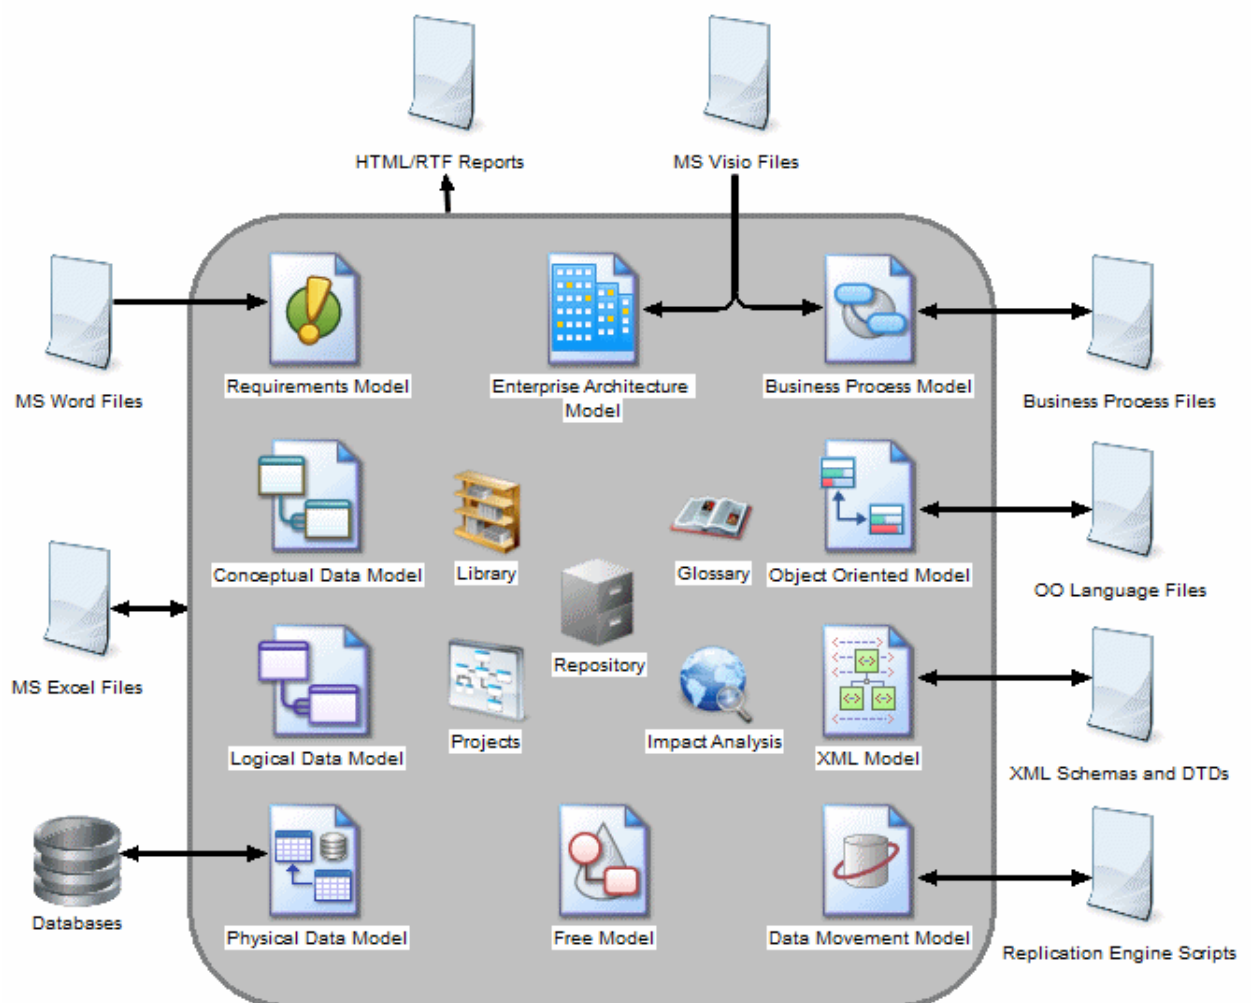 HTML/RTF Reports
MS Visio Files
Requirements Model
Enterprise Architecture
Model
Business Process Model
MS Word Files
Business Process Files
Conceptual Data Model
Library
Glossary
Object Oriented Model
OO Language Files
Repository
MS Excel Files
Logical Data Model
Projects
Impact Analysis
XML Model
XML Schemas and DTDs
Databases
Physical Data Model
Free Model
Data Movement Model
Replication Engine Scripts